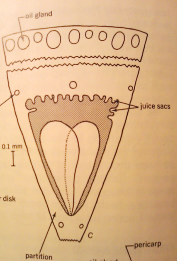 oil gland
juice sacs
0.1 mm
disk
C
partition
pericarp